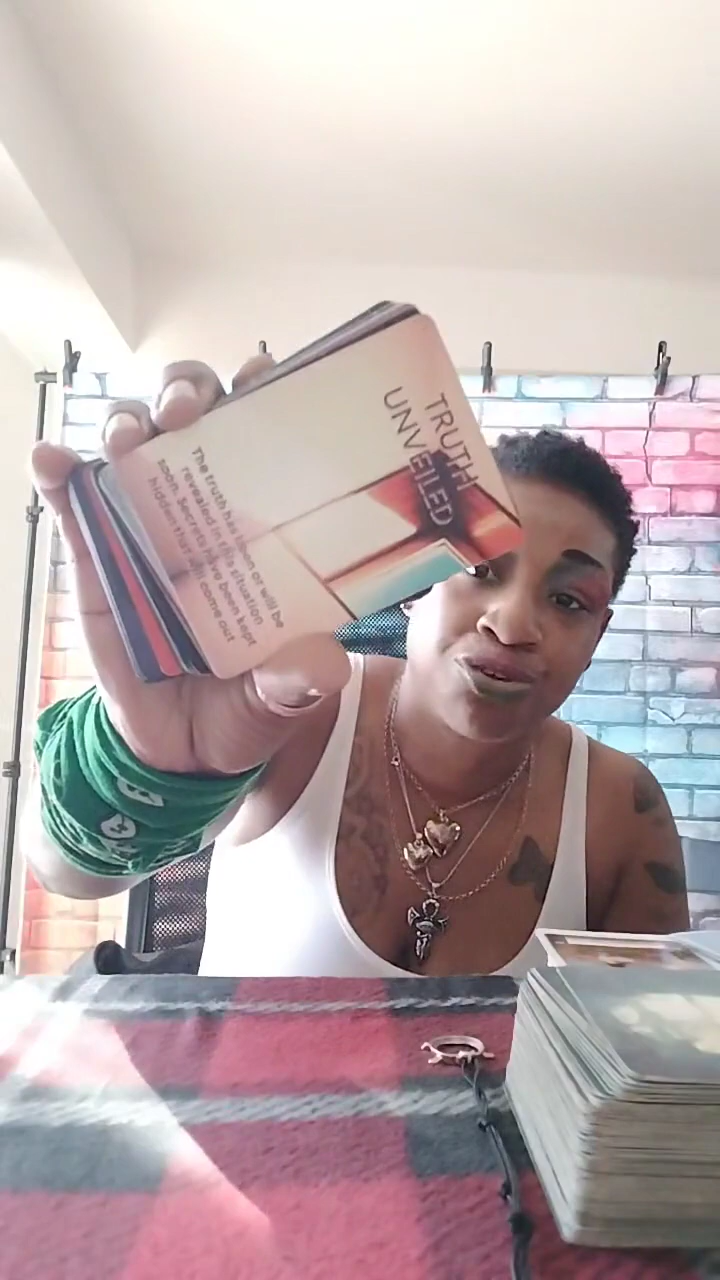 TRUTH
UNVEILED
The truth has been or will be
revealed in this situation
soon. Secrets have been kept
hidden that will come out